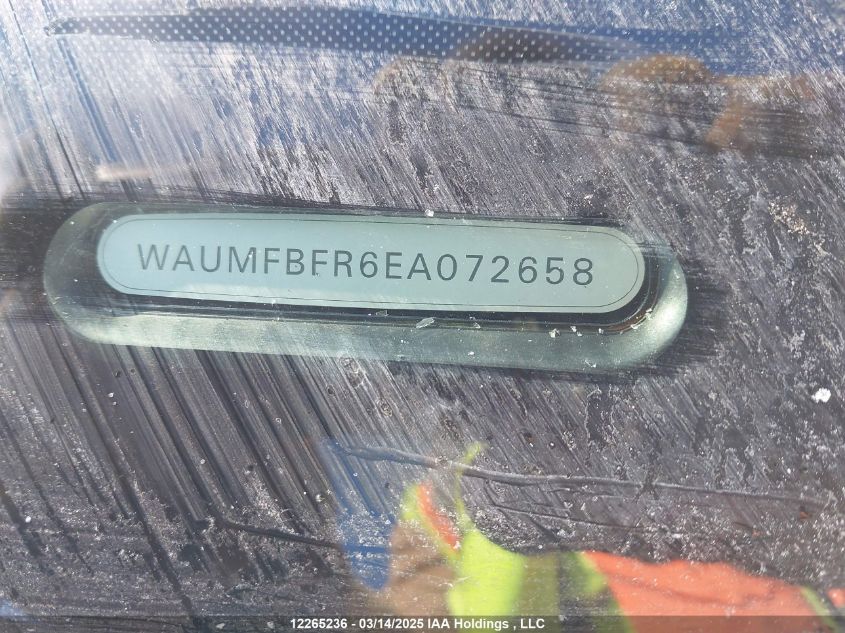 WAUMFBFR6EA072658
12265236 - 03/14/2025 IAA Holdings , LLC